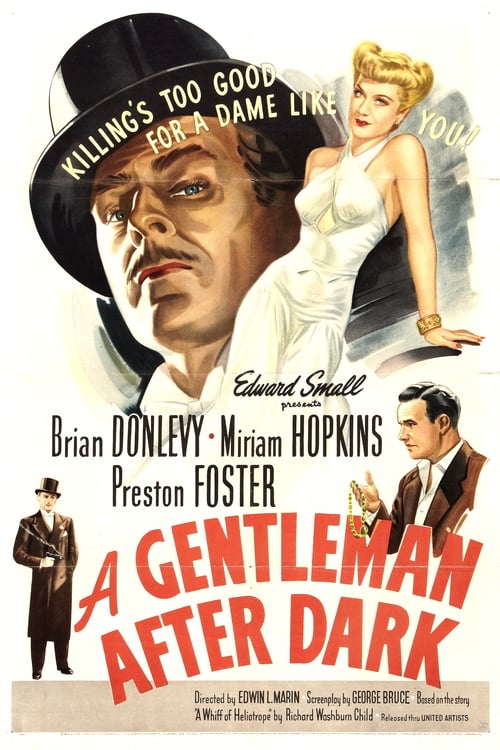 KILLING'S TOO GOOD
FOR A DAME LIKE
YOU!
Edward Small
presents
Brian DONLEVY • Miriam HOPKINS
Preston FOSTER
A GENTLEMAN
AFTER DARK
Directed by EDWIN L. MARIN Screenplay by GEORGE BRUCE Based on the story
"A Whiff of Heliotrope" by Richard Washburn Child Released thru UNITED ARTISTS